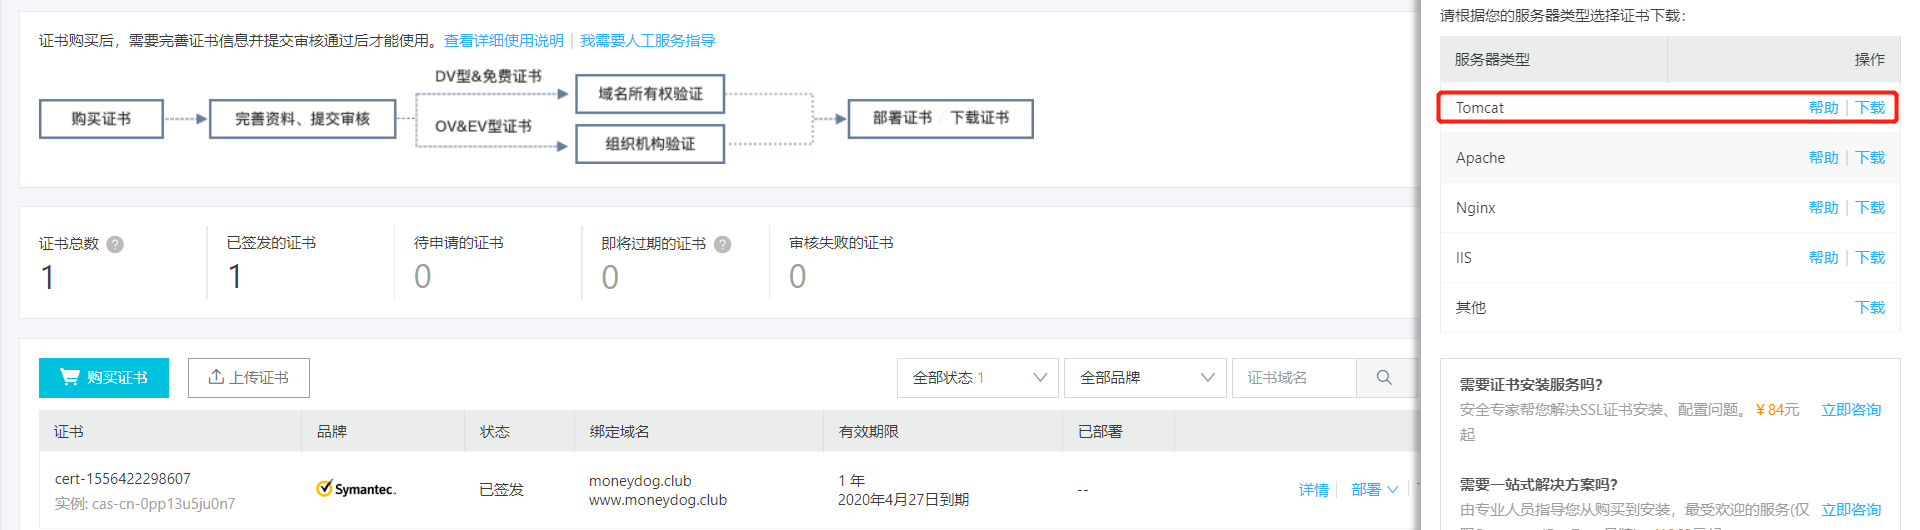 证书购买后，需要完善证书信息并提交审核通过后才能使用。查看详细使用说明 | 我需要人工服务指导
购买证书
完善资料、提交审核
DV型&免费证书
OV&EV型证书
域名所有权验证
组织机构验证
部署证书 / 下载证书
证书总数 ?
1
已签发的证书
1
待申请的证书
0
即将过期的证书 ?
0
审核失败的证书
0
购买证书
上传证书
全部状态 1
全部品牌
证书域名
证书 品牌 状态 绑定域名 有效期限 已部署
cert-1556422298607
实例: cas-cn-0pp13u5ju0n7
Symantec.
已签发
moneydog.club
www.moneydog.club
1 年
2020年4月27日到期
--
详情 部署
请根据您的服务器类型选择证书下载：
服务器类型 操作
Tomcat 帮助 | 下载
Apache 帮助 | 下载
Nginx 帮助 | 下载
IIS 帮助 | 下载
其他 下载
需要证书安装服务吗？
安全专家帮您解决SSL证书安装、配置问题。¥84元 立即咨询
起
需要一站式解决方案吗？
由专业人员指导您从购买到安装，最受欢迎的服务(仅 立即咨询